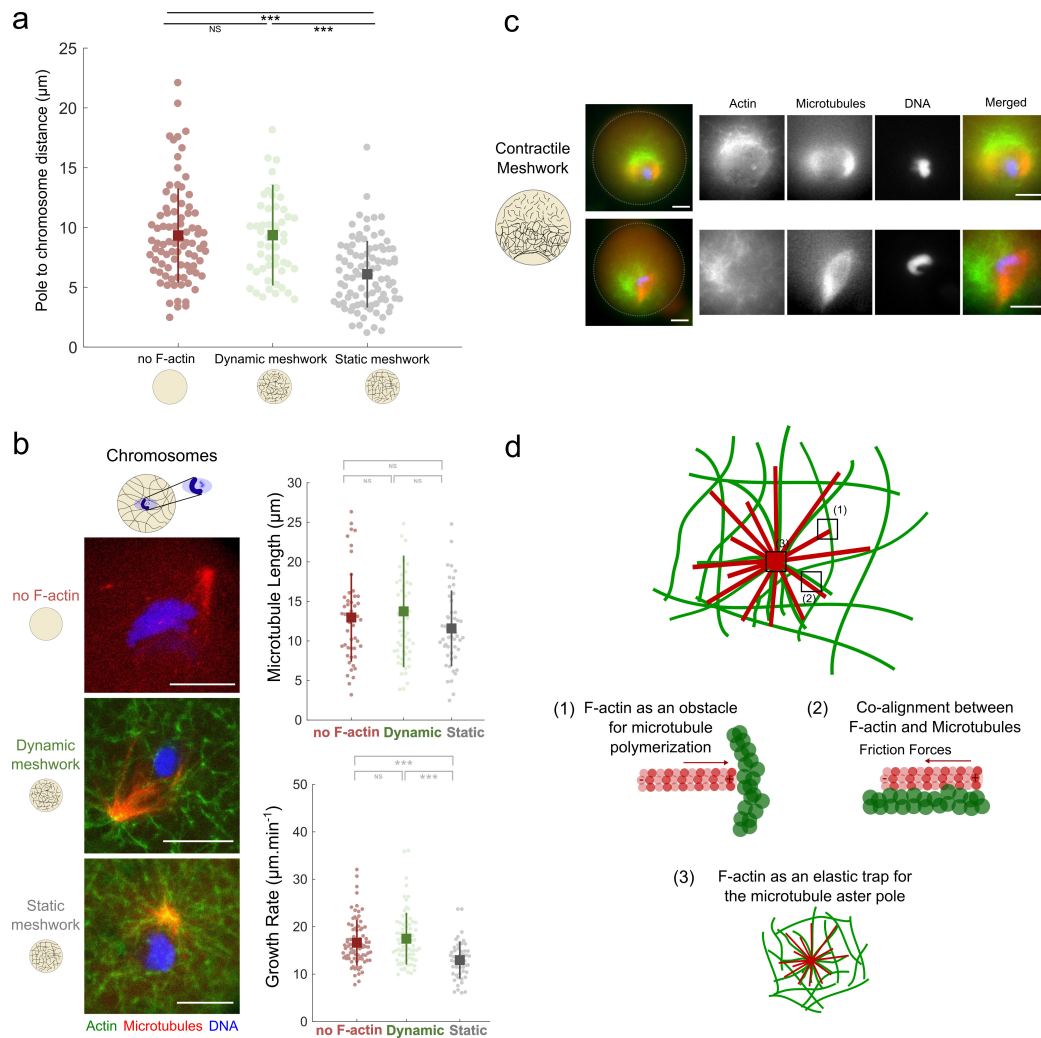 a
***
NS
***
Pole to chromosome distance (μm)
25
20
15
10
5
0
no F-actin
Dynamic meshwork
Static meshwork
b
Chromosomes
no F-actin
Dynamic
meshwork
Static
meshwork
Actin Microtubules DNA
NS
NS
NS
Microtubule Length (μm)
30
25
20
15
10
5
0
no F-actin
Dynamic
Static
***
NS
***
Growth Rate (μm.min⁻¹)
50
40
30
20
10
0
no F-actin
Dynamic
Static
c
Contractile
Meshwork
Actin
Microtubules
DNA
Merged
d
(1)
(3)
(2)
(1)
F-actin as an obstacle
for microtubule
polymerization
-
+
(2)
Co-alignment between
F-actin and Microtubules
Friction Forces
-
+
(3)
F-actin as an elastic trap for
the microtubule aster pole